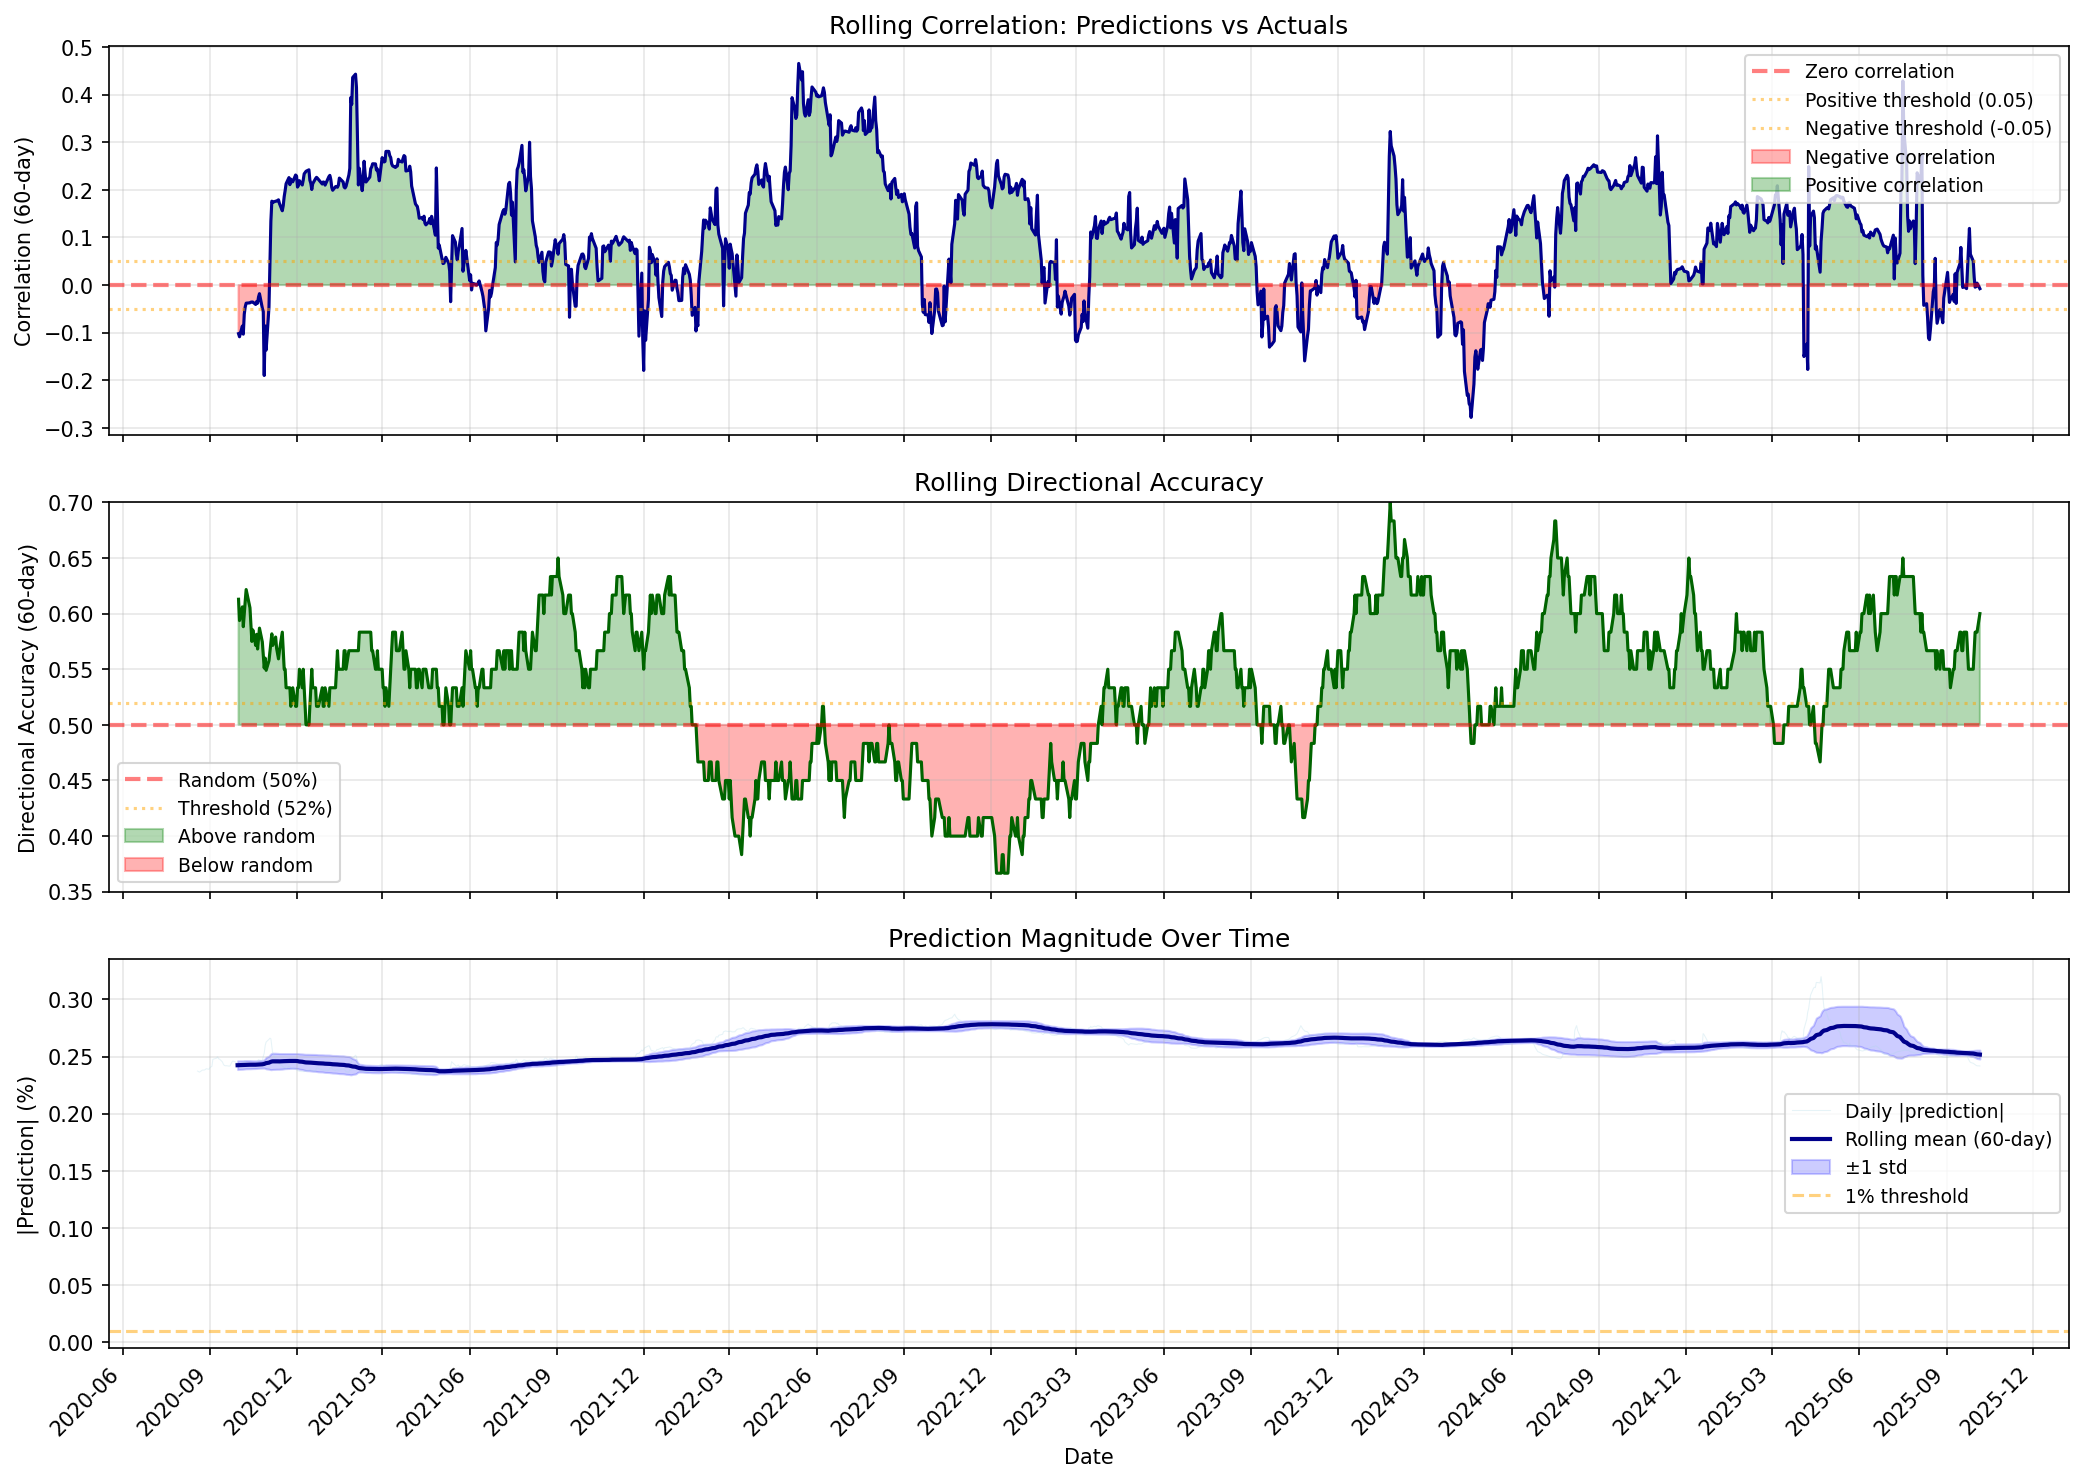 Rolling Correlation: Predictions vs Actuals
Correlation (60-day)
0.5
0.4
0.3
0.2
0.1
0.0
−0.1
−0.2
−0.3
Zero correlation
Positive threshold (0.05)
Negative threshold (-0.05)
Negative correlation
Positive correlation
Rolling Directional Accuracy
Directional Accuracy (60-day)
0.70
0.65
0.60
0.55
0.50
0.45
0.40
0.35
Random (50%)
Threshold (52%)
Above random
Below random
Prediction Magnitude Over Time
|Prediction| (%)
0.30
0.25
0.20
0.15
0.10
0.05
0.00
Daily |prediction|
Rolling mean (60-day)
±1 std
1% threshold
2020-06
2020-09
2020-12
2021-03
2021-06
2021-09
2021-12
2022-03
2022-06
2022-09
2022-12
2023-03
2023-06
2023-09
2023-12
2024-03
2024-06
2024-09
2024-12
2025-03
2025-06
2025-09
2025-12
Date